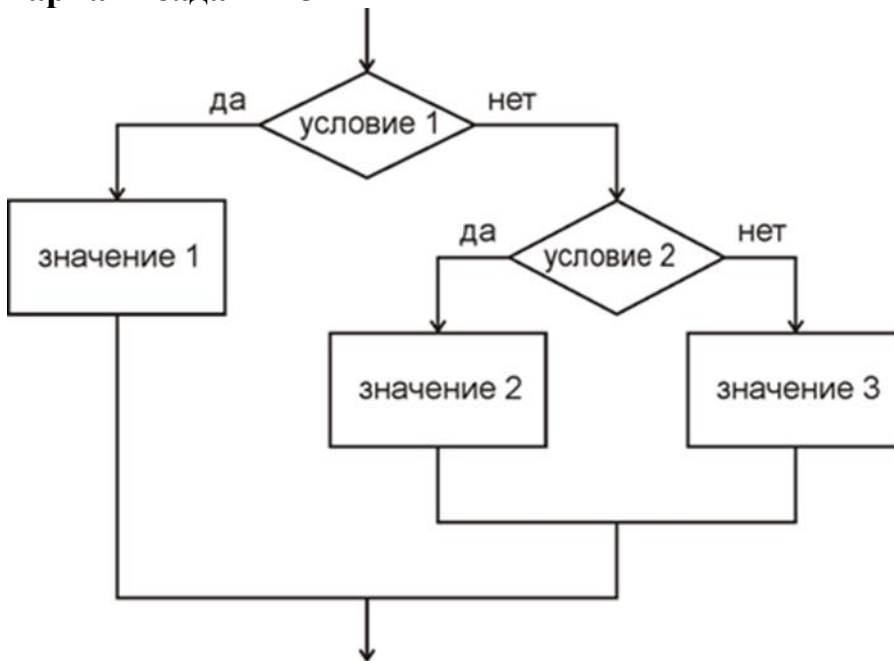 да
нет
условие 1
значение 1
да
нет
условие 2
значение 2
значение 3